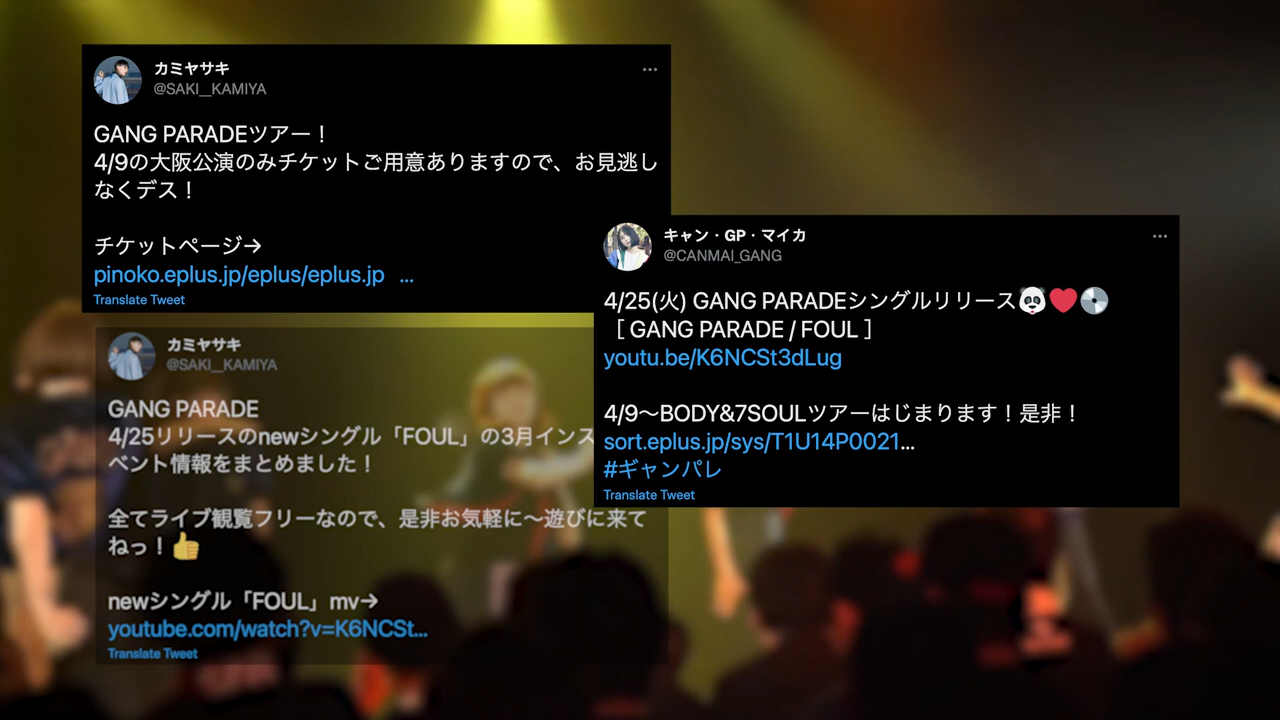 カミヤサキ
@SAKI__KAMIYA
GANG PARADEツアー！
4/9の大阪公演のみチケットご用意ありますので、お見逃し
なくデス！
チケットページ→
pinoko.eplus.jp/eplus/eplus.jp ...
Translate Tweet
カミヤサキ
@SAKI__KAMIYA
GANG PARADE
4/25リリースのnewシングル「FOUL」の3月インス
ベント情報をまとめました！
全てライブ観覧フリーなので、是非お気軽に〜遊びに来て
ねっ！👍
newシングル「FOUL」mv→
youtube.com/watch?v=K6NCSt...
Translate Tweet
キャン・GP・マイカ
@CANMAI_GANG
4/25(火) GANG PARADEシングルリリース🐼❤️💿
［ GANG PARADE / FOUL ］
youtu.be/K6NCSt3dLug
4/9〜BODY&7SOULツアーはじまります！是非！
sort.eplus.jp/sys/T1U14P0021...
#ギャンパレ
Translate Tweet